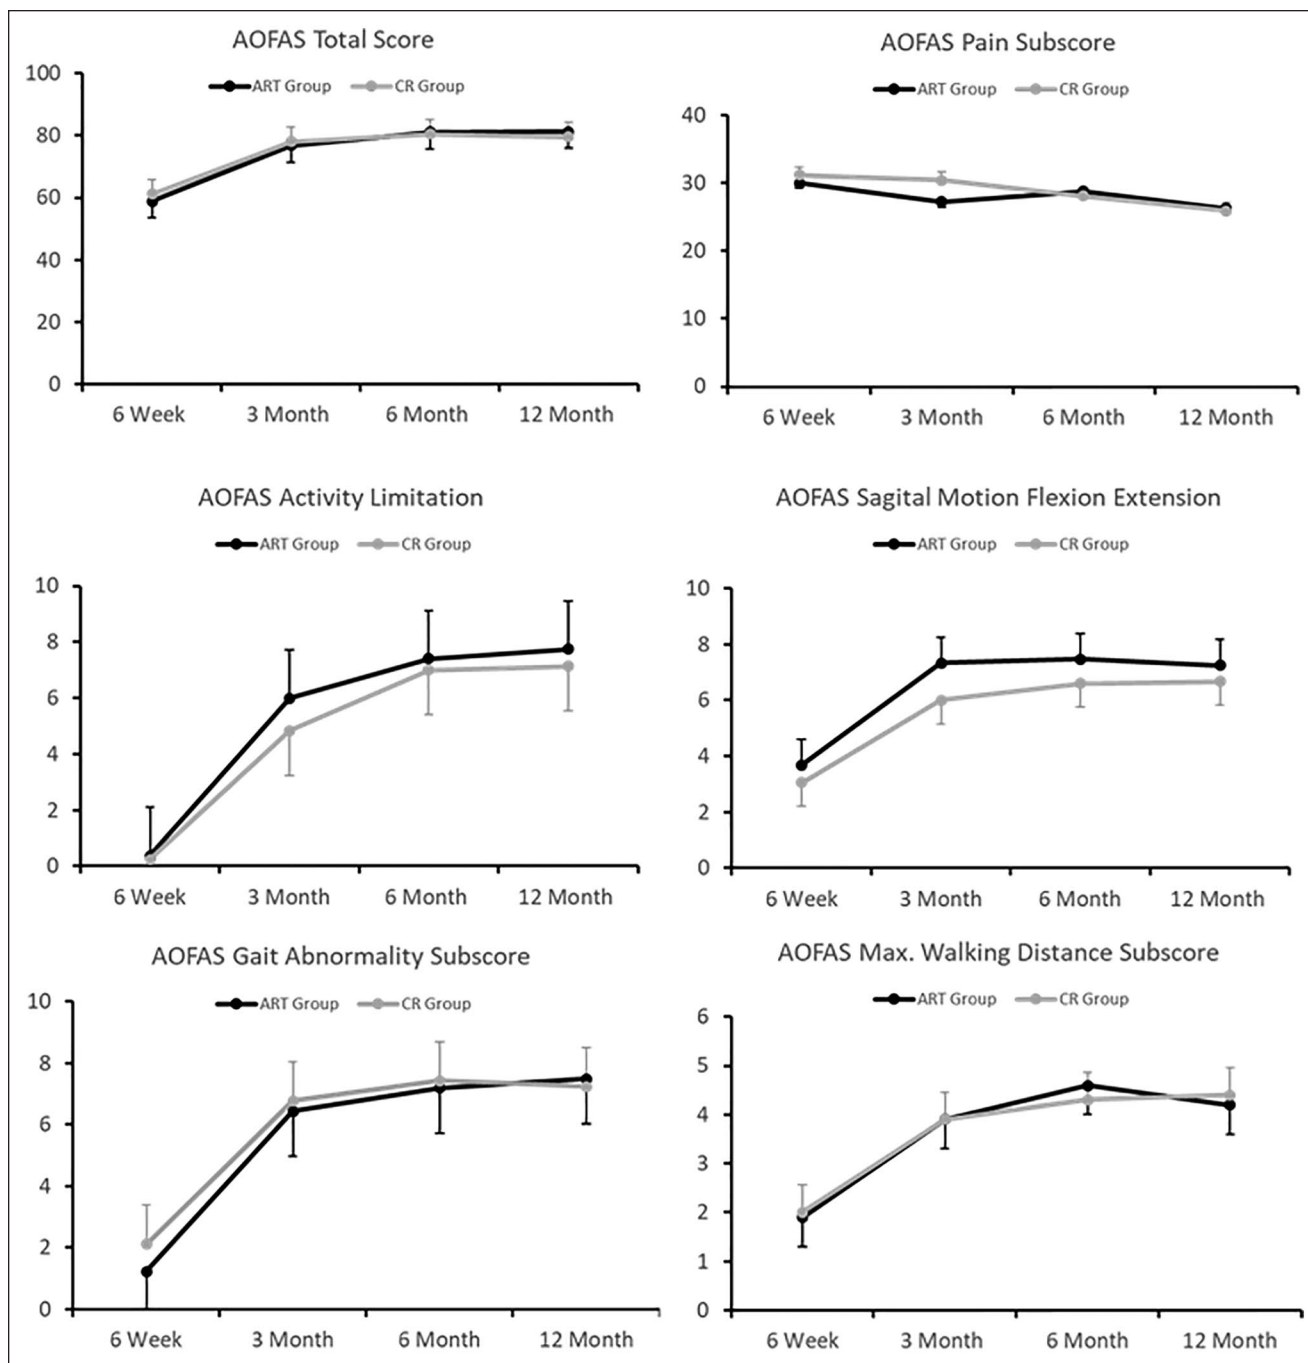 AOFAS Total Score
ART Group CR Group
100
80
60
40
20
0
6 Week 3 Month 6 Month 12 Month
AOFAS Pain Subscore
ART Group CR Group
40
30
20
10
0
6 Week 3 Month 6 Month 12 Month
AOFAS Activity Limitation
ART Group CR Group
10
8
6
4
2
0
6 Week 3 Month 6 Month 12 Month
AOFAS Sagital Motion Flexion Extension
ART Group CR Group
10
8
6
4
2
0
6 Week 3 Month 6 Month 12 Month
AOFAS Gait Abnormality Subscore
ART Group CR Group
10
8
6
4
2
0
6 Week 3 Month 6 Month 12 Month
AOFAS Max. Walking Distance Subscore
ART Group CR Group
6
5
4
3
2
1
0
6 Week 3 Month 6 Month 12 Month